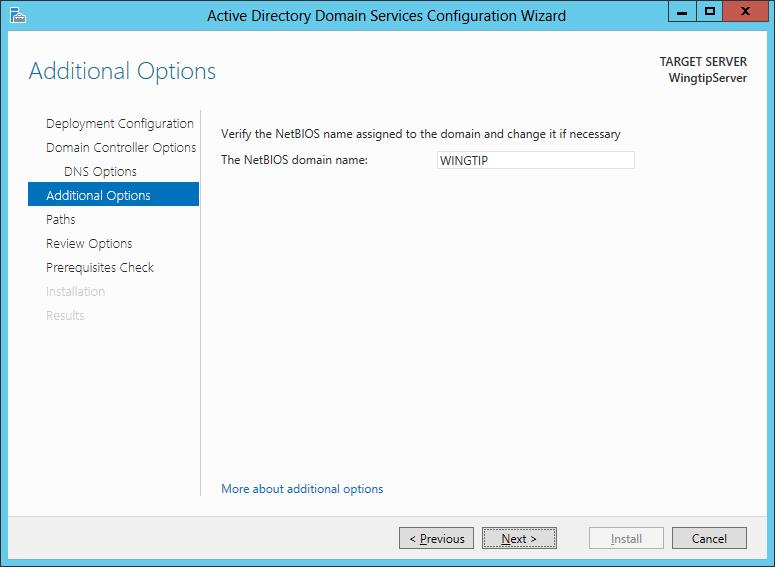 Active Directory Domain Services Configuration Wizard
Additional Options
TARGET SERVER
WingtipServer
Deployment Configuration
Domain Controller Options
DNS Options
Additional Options
Paths
Review Options
Prerequisites Check
Installation
Results
Verify the NetBIOS name assigned to the domain and change it if necessary
The NetBIOS domain name: WINGTIP
More about additional options
< Previous Next > Install Cancel